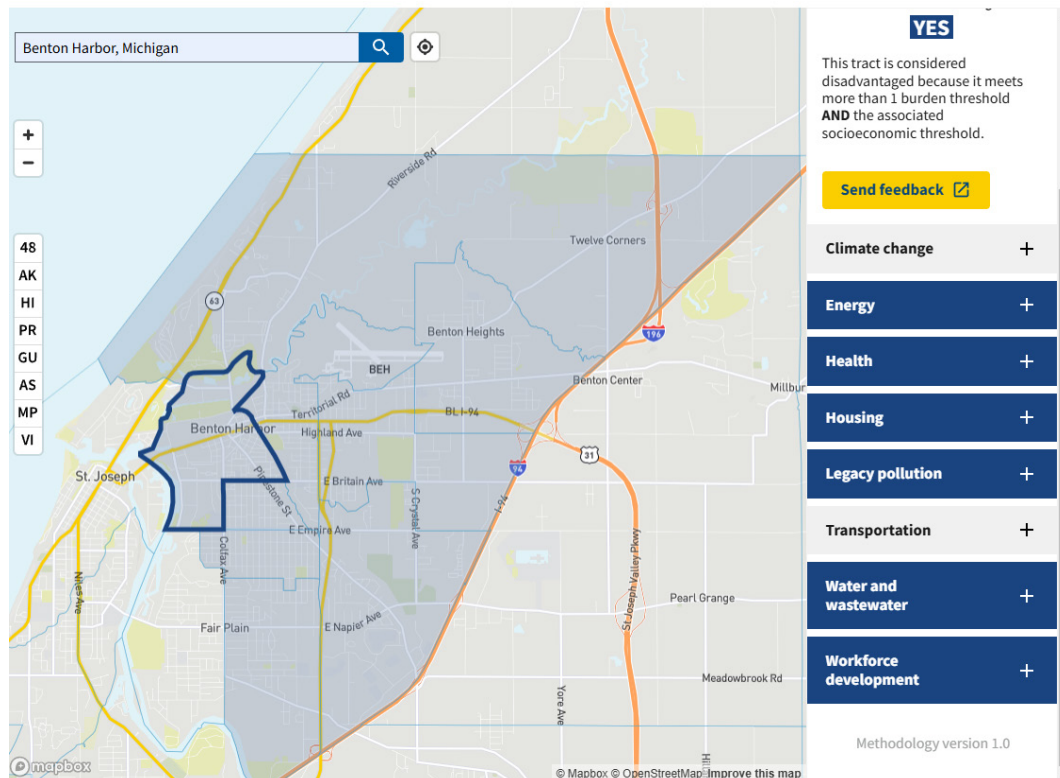 Benton Harbor, Michigan
+
−
48
AK
HI
PR
GU
AS
MP
VI
Riverside Rd
Twelve Corners
63
Benton Heights
196
BEH
Benton Center
Millbur
Territorial Rd
BL I-94
Benton Harbor
Highland Ave
31
94
St. Joseph
Pipestone St
E Britain Ave
S Crystal Ave
I-94
E Empire Ave
Colfax Ave
St Joseph Valley Pkwy
Niles Ave
Pearl Grange
Fair Plain
E Napier Ave
Meadowbrook Rd
Yore Ave
mapbox
© Mapbox © OpenStreetMap Improve this map
YES
This tract is considered
disadvantaged because it meets
more than 1 burden threshold
AND the associated
socioeconomic threshold.
Send feedback
Climate change +
Energy +
Health +
Housing +
Legacy pollution +
Transportation +
Water and
wastewater +
Workforce
development +
Methodology version 1.0